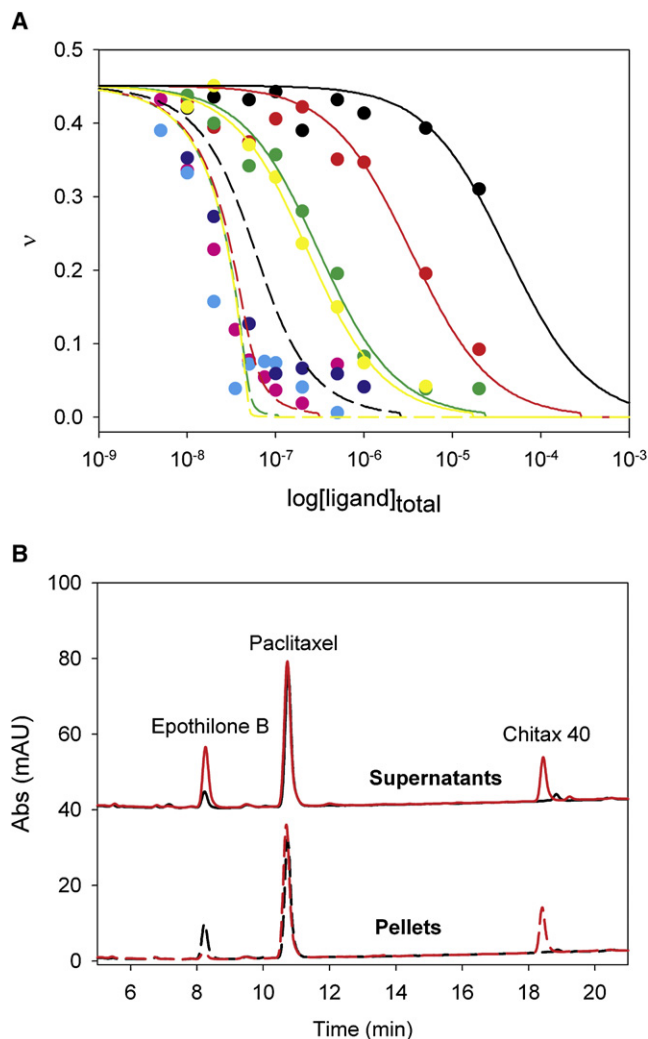 A
0.5
0.4
0.3
0.2
0.1
0.0
ν
10-9 10-8 10-7 10-6 10-5 10-4 10-3
log[ligand]total
B
100
80
60
40
20
0
Abs (mAU)
Paclitaxel
Epothilone B
Chitax 40
Supernatants
Pellets
6 8 10 12 14 16 18 20
Time (min)